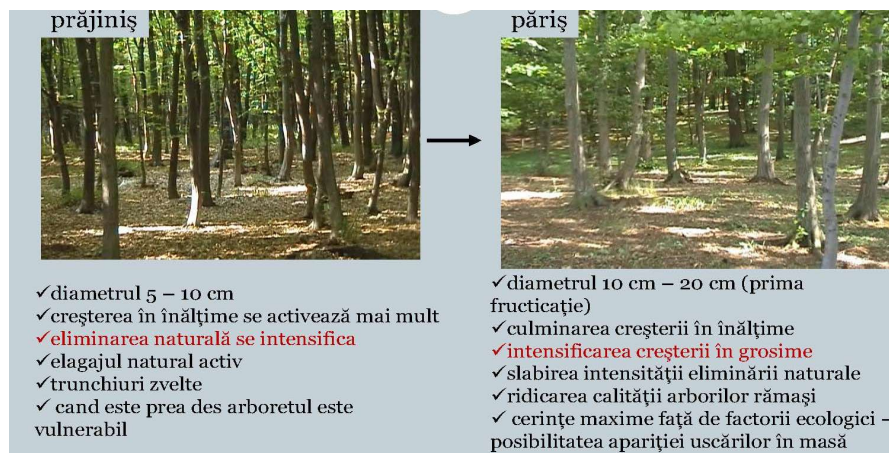 prăjiniş
păriş
✓diametrul 5 – 10 cm
✓creşterea în înălţime se activează mai mult
✓eliminarea naturală se intensifica
✓elagajul natural activ
✓trunchiuri zvelte
✓ cand este prea des arboretul este
vulnerabil
✓diametrul 10 cm – 20 cm (prima
fructicaţie)
✓culminarea creşterii în înălţime
✓intensificarea creşterii în grosime
✓slabirea intensităţii eliminării naturale
✓ridicarea calităţii arborilor rămaşi
✓ cerinţe maxime faţă de factorii ecologici –
posibilitatea apariţiei uscărilor în masă